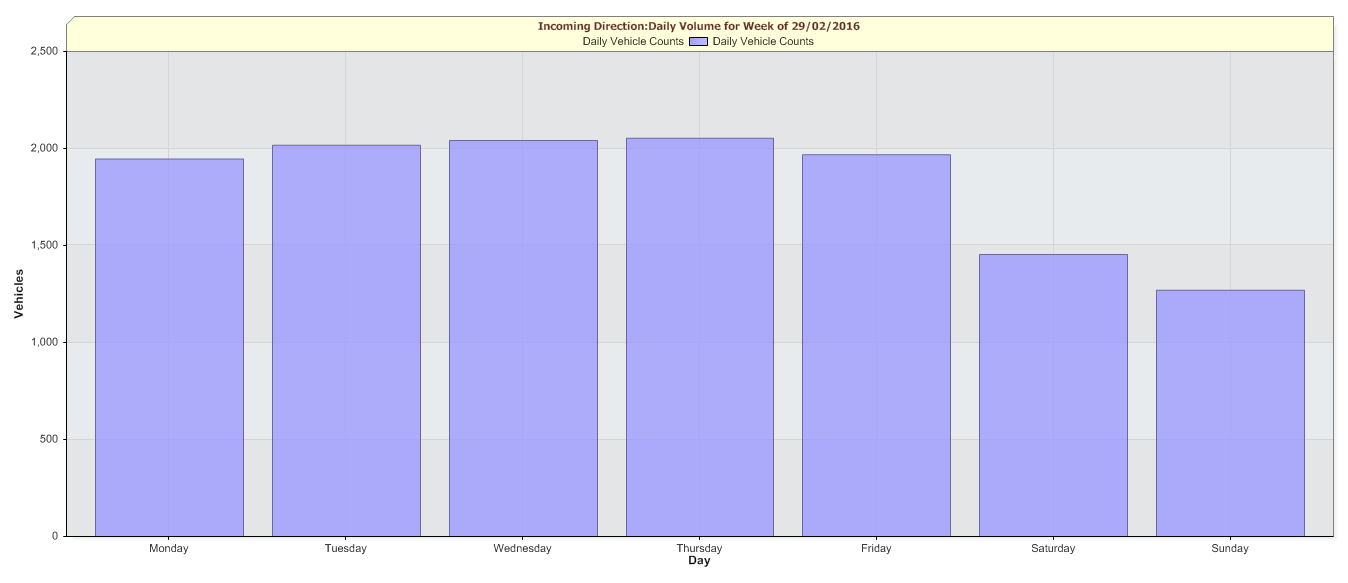 Incoming Direction:Daily Volume for Week of 29/02/2016
Daily Vehicle Counts Daily Vehicle Counts
2,500
2,000
1,500
1,000
500
0
Vehicles
Monday Tuesday Wednesday Thursday Friday Saturday Sunday
Day